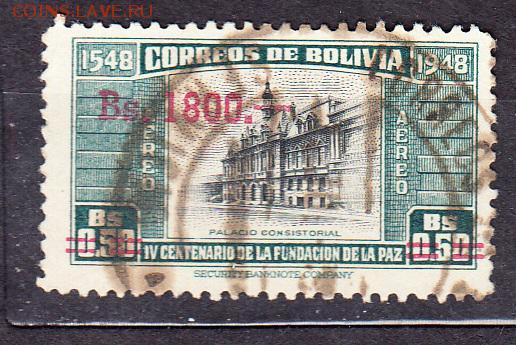 COINS.LAVE.RU
1548 CORREOS DE BOLIVIA 1948
Bs. 1800.—
AEREO AEREO
PALACIO CONSISTORIAL
Bs Bs
0.50 IV CENTENARIO DE LA FUNDACION DE LA PAZ 0.50
SECURITY BANKNOTE COMPANY